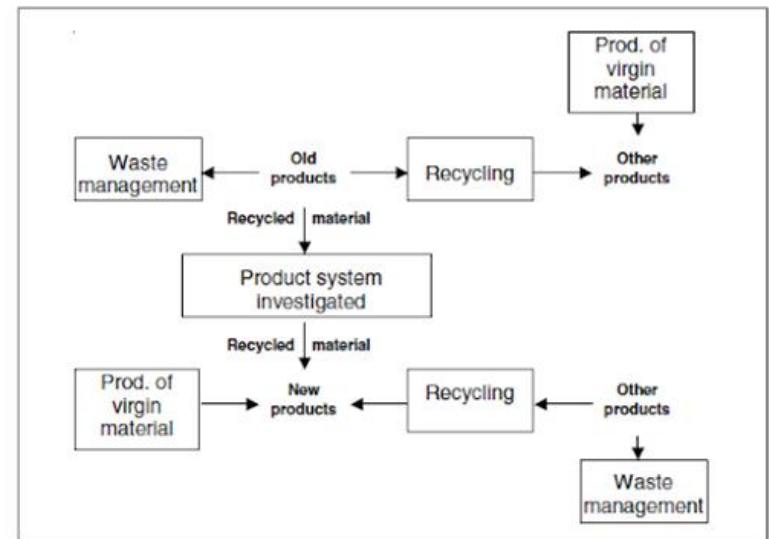 Prod. of
virgin
material
Waste
management
Old
products
Recycling
Other
products
Recycled material
Product system
investigated
Recycled material
Prod. of
virgin
material
New
products
Recycling
Other
products
Waste
management